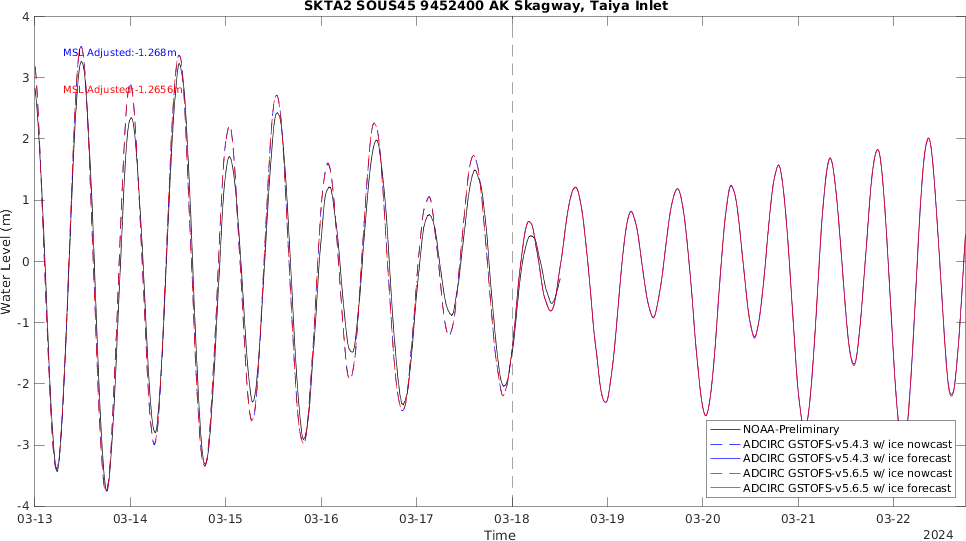 SKTA2 SOUS45 9452400 AK Skagway, Taiya Inlet
4
3
2
1
0
-1
-2
-3
-4
Water Level (m)
MSL Adjusted:-1.268m
MSL Adjusted:-1.2656m
NOAA-Preliminary
ADCIRC GSTOFS-v5.4.3 w/ ice nowcast
ADCIRC GSTOFS-v5.4.3 w/ ice forecast
ADCIRC GSTOFS-v5.6.5 w/ ice nowcast
ADCIRC GSTOFS-v5.6.5 w/ ice forecast
03-13 03-14 03-15 03-16 03-17 03-18 03-19 03-20 03-21 03-22
Time
2024